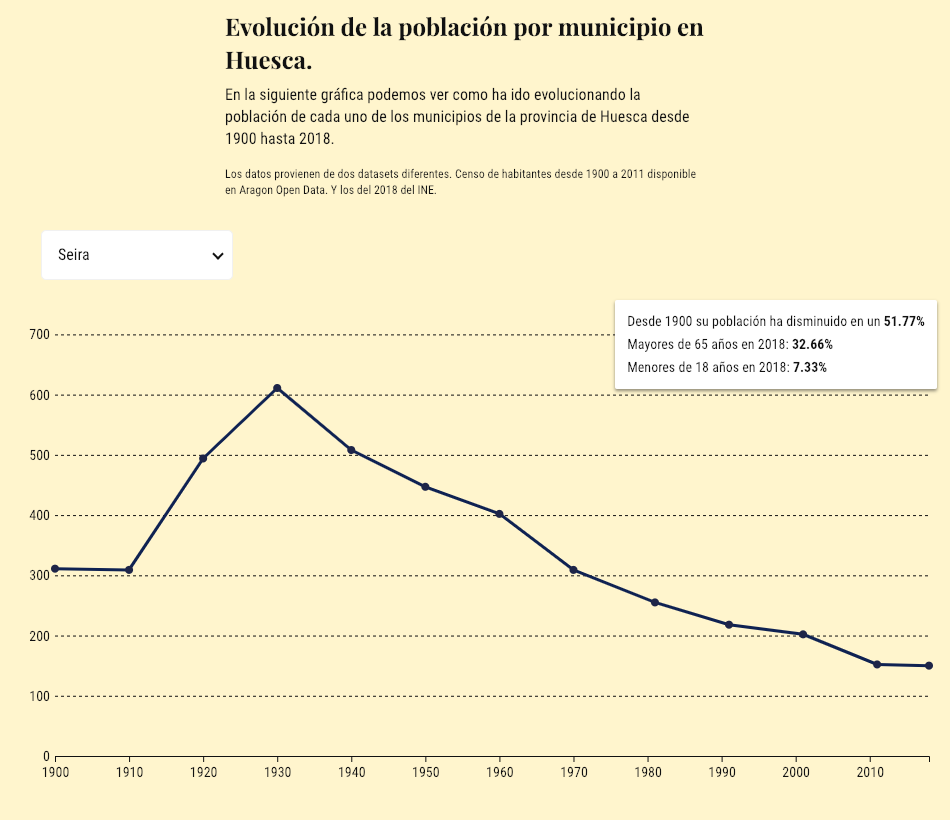 Evolución de la población por municipio en
Huesca.
En la siguiente gráfica podemos ver como ha ido evolucionando la
población de cada uno de los municipios de la provincia de Huesca desde
1900 hasta 2018.
Los datos provienen de dos datasets diferentes. Censo de habitantes desde 1900 a 2011 disponible
en Aragon Open Data. Y los del 2018 del INE.
Seira
Desde 1900 su población ha disminuido en un 51.77%
Mayores de 65 años en 2018: 32.66%
Menores de 18 años en 2018: 7.33%
700
600
500
400
300
200
100
0
1900 1910 1920 1930 1940 1950 1960 1970 1980 1990 2000 2010